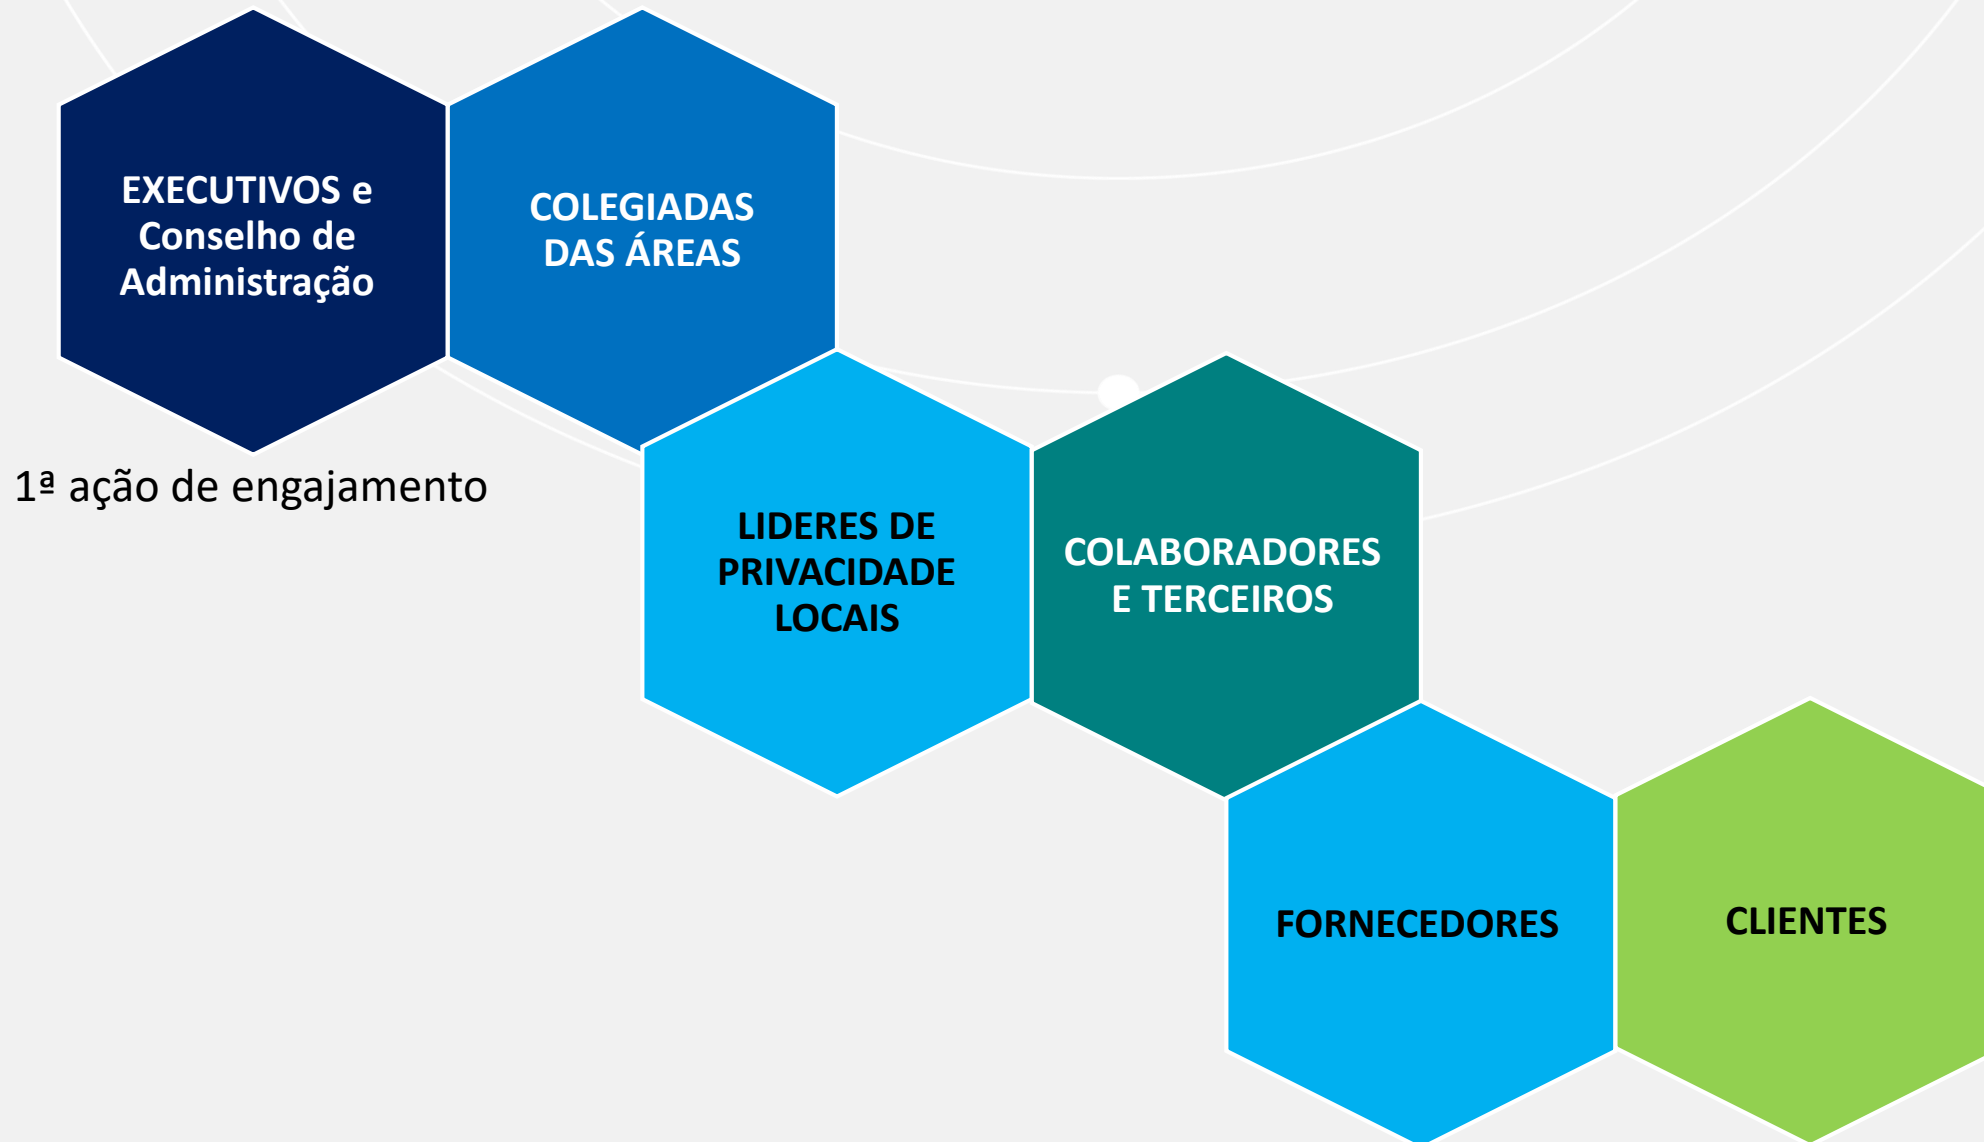 EXECUTIVOS e
Conselho de
Administração
COLEGIADAS
DAS ÁREAS
1ª ação de engajamento
LIDERES DE
PRIVACIDADE
LOCAIS
COLABORADORES
E TERCEIROS
FORNECEDORES
CLIENTES